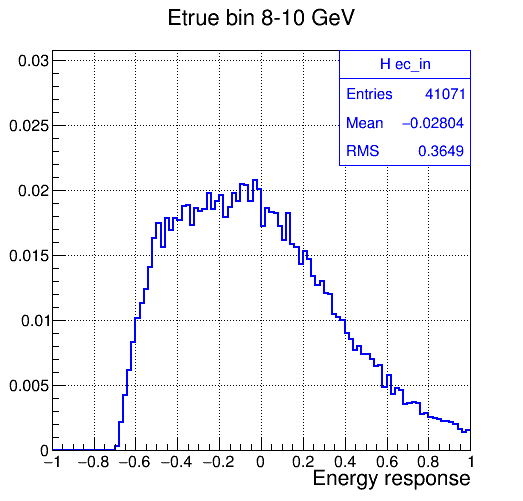 Etrue bin 8-10 GeV
H ec_in
Entries 41071
Mean −0.02804
RMS 0.3649
0.03
0.025
0.02
0.015
0.01
0.005
0
−1 −0.8 −0.6 −0.4 −0.2 0 0.2 0.4 0.6 0.8 1
Energy response